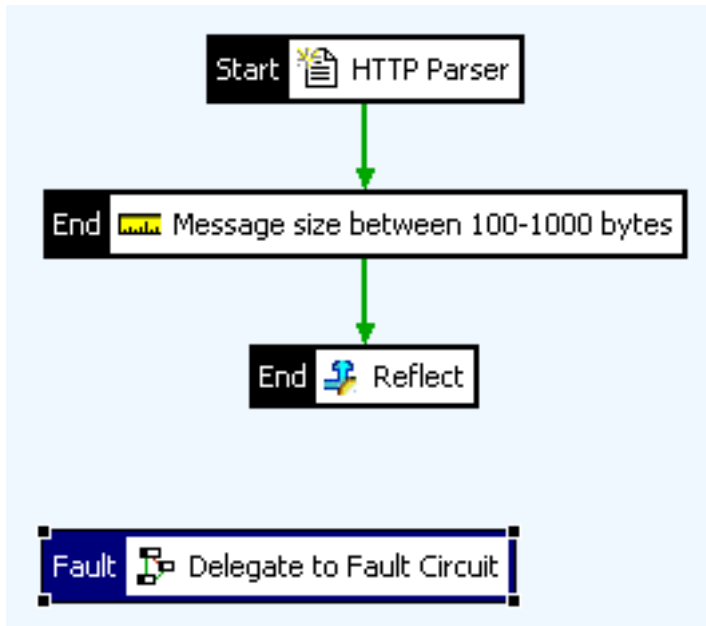 Start HTTP Parser
End Message size between 100-1000 bytes
End Reflect
Fault Delegate to Fault Circuit